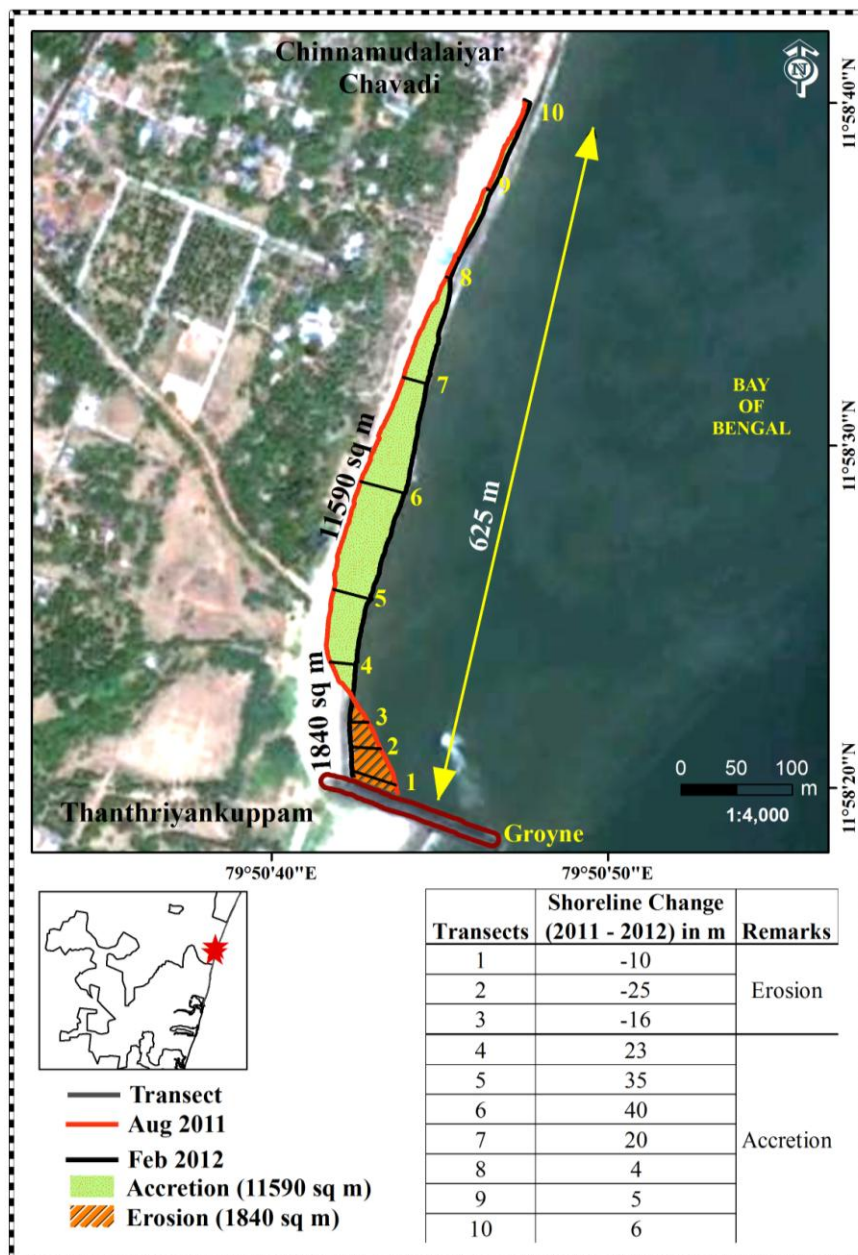 Chinnamudalaiyar
Chavadi
N
10
11°58'40"N
9
8
7
BAY
OF
BENGAL
11°58'30"N
11590 sq m
6
625 m
5
4
1840 sq m
3
2
1
0 50 100
m
1:4,000
11°58'20"N
Thanthriyankuppam
Groyne
79°50'40"E
79°50'50"E
Transect
Aug 2011
Feb 2012
Accretion (11590 sq m)
Erosion (1840 sq m)
Transects Shoreline Change (2011 - 2012) in m Remarks
1 -10
2 -25 Erosion
3 -16
4 23
5 35
6 40
7 20 Accretion
8 4
9 5
10 6